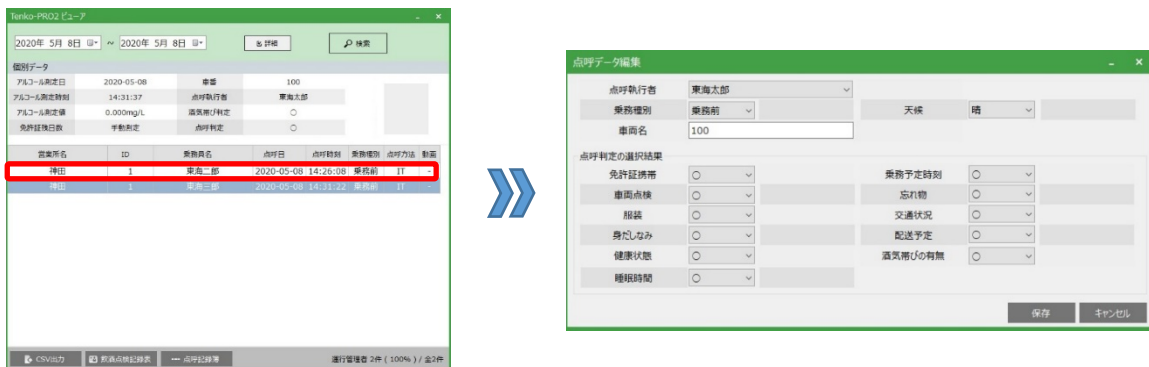 Tenko-PRO2 ビューア
2020年 5月 8日 ～ 2020年 5月 8日 詳細 検索
個別データ
アルコール測定日 2020-05-08 車番 100
アルコール測定時刻 14:31:37 点呼執行者 東海太郎
アルコール測定値 0.000mg/L 酒気帯び判定 ○
免許証残日数 手動測定 点呼判定 ○
営業所名 ID 乗務員名 点呼日 点呼時刻 乗務種別 点呼方法 動画
神田 1 東海二郎 2020-05-08 14:26:08 乗務前 IT -
神田 1 東海三郎 2020-05-08 14:31:22 乗務前 IT -
CSV出力 飲酒点検記録表 点呼記録簿 運行管理者 2件 ( 100% ) / 全2件
点呼データ編集
点呼執行者 東海太郎
乗務種別 乗務前 天候 晴
車両名 100
点呼判定の選択結果
免許証携帯 ○ 乗務予定時刻 ○
車両点検 ○ 忘れ物 ○
服装 ○ 交通状況 ○
身だしなみ ○ 配送予定 ○
健康状態 ○ 酒気帯びの有無 ○
睡眠時間 ○
保存 キャンセル